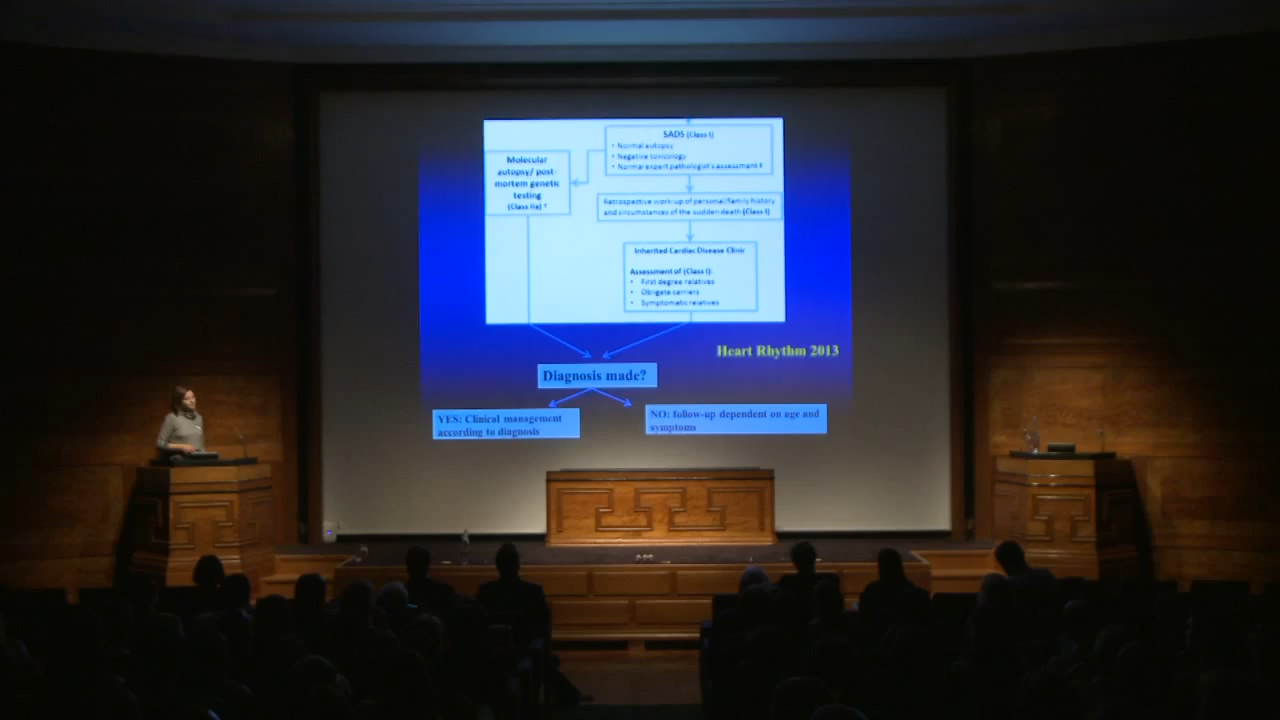 SADS (Class I)
• Normal autopsy
• Negative toxicology
• Normal expert pathologist's assessment
Molecular
autopsy/ post-
mortem genetic
testing
(Class IIa)
Retrospective work-up of personal/family history
and circumstances of the sudden death (Class I)
Inherited Cardiac Disease Clinic
Assessment of (Class I):
• First degree relatives
• Obligate carriers
• Symptomatic relatives
Heart Rhythm 2013
Diagnosis made?
YES: Clinical management
according to diagnosis
NO: follow-up dependent on age and
symptoms